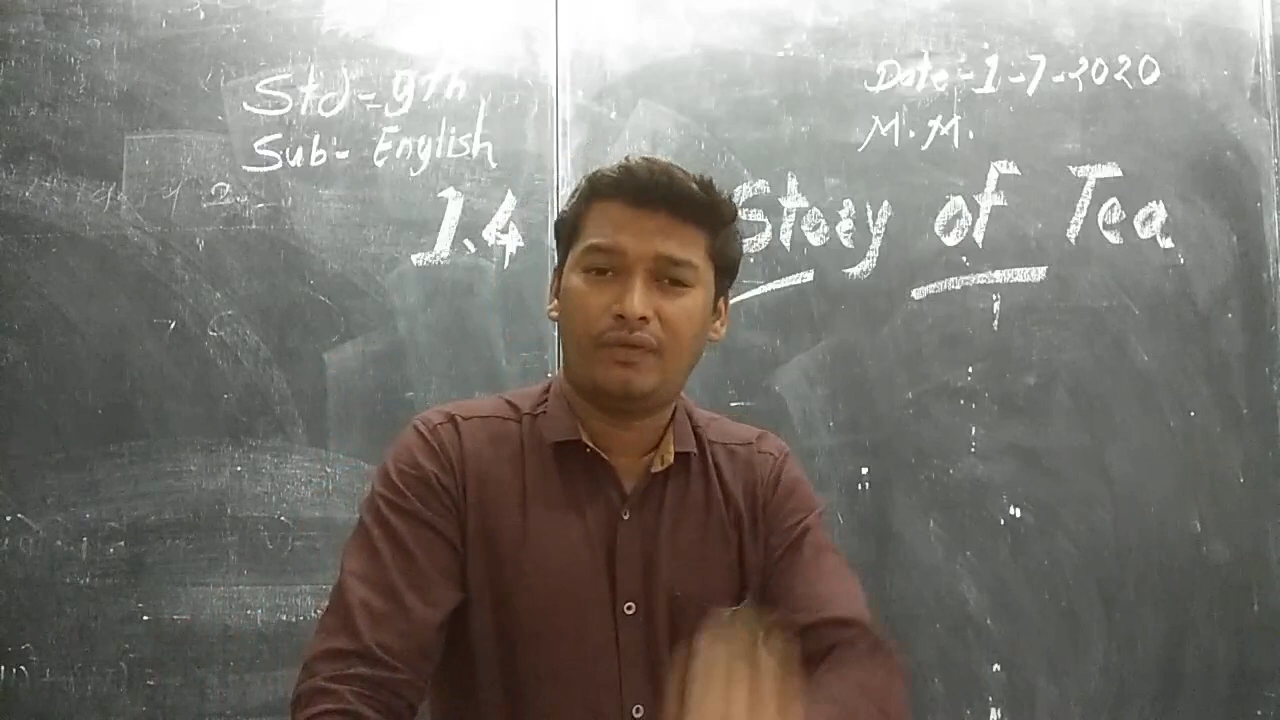 Std= 9th
Sub- English
Date:-1-7-2020
M.M.
1.4 Story of Tea